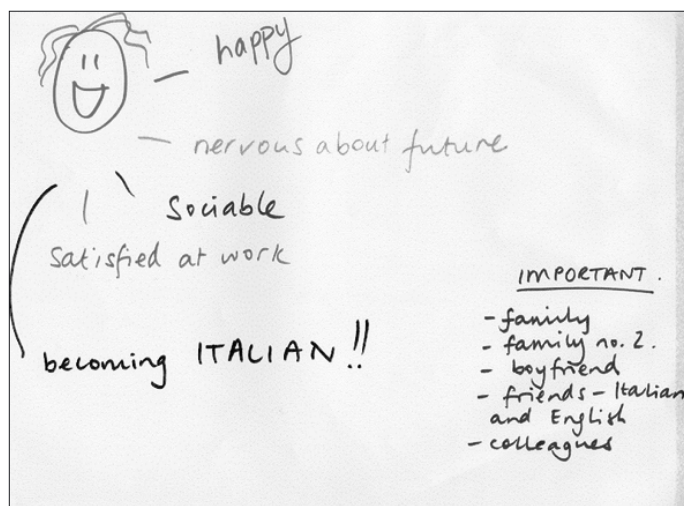 happy
nervous about future
sociable
satisfied at work
becoming ITALIAN!!
IMPORTANT.
- family
- family no. 2.
- boyfriend
- friends - Italian
and English
- colleagues